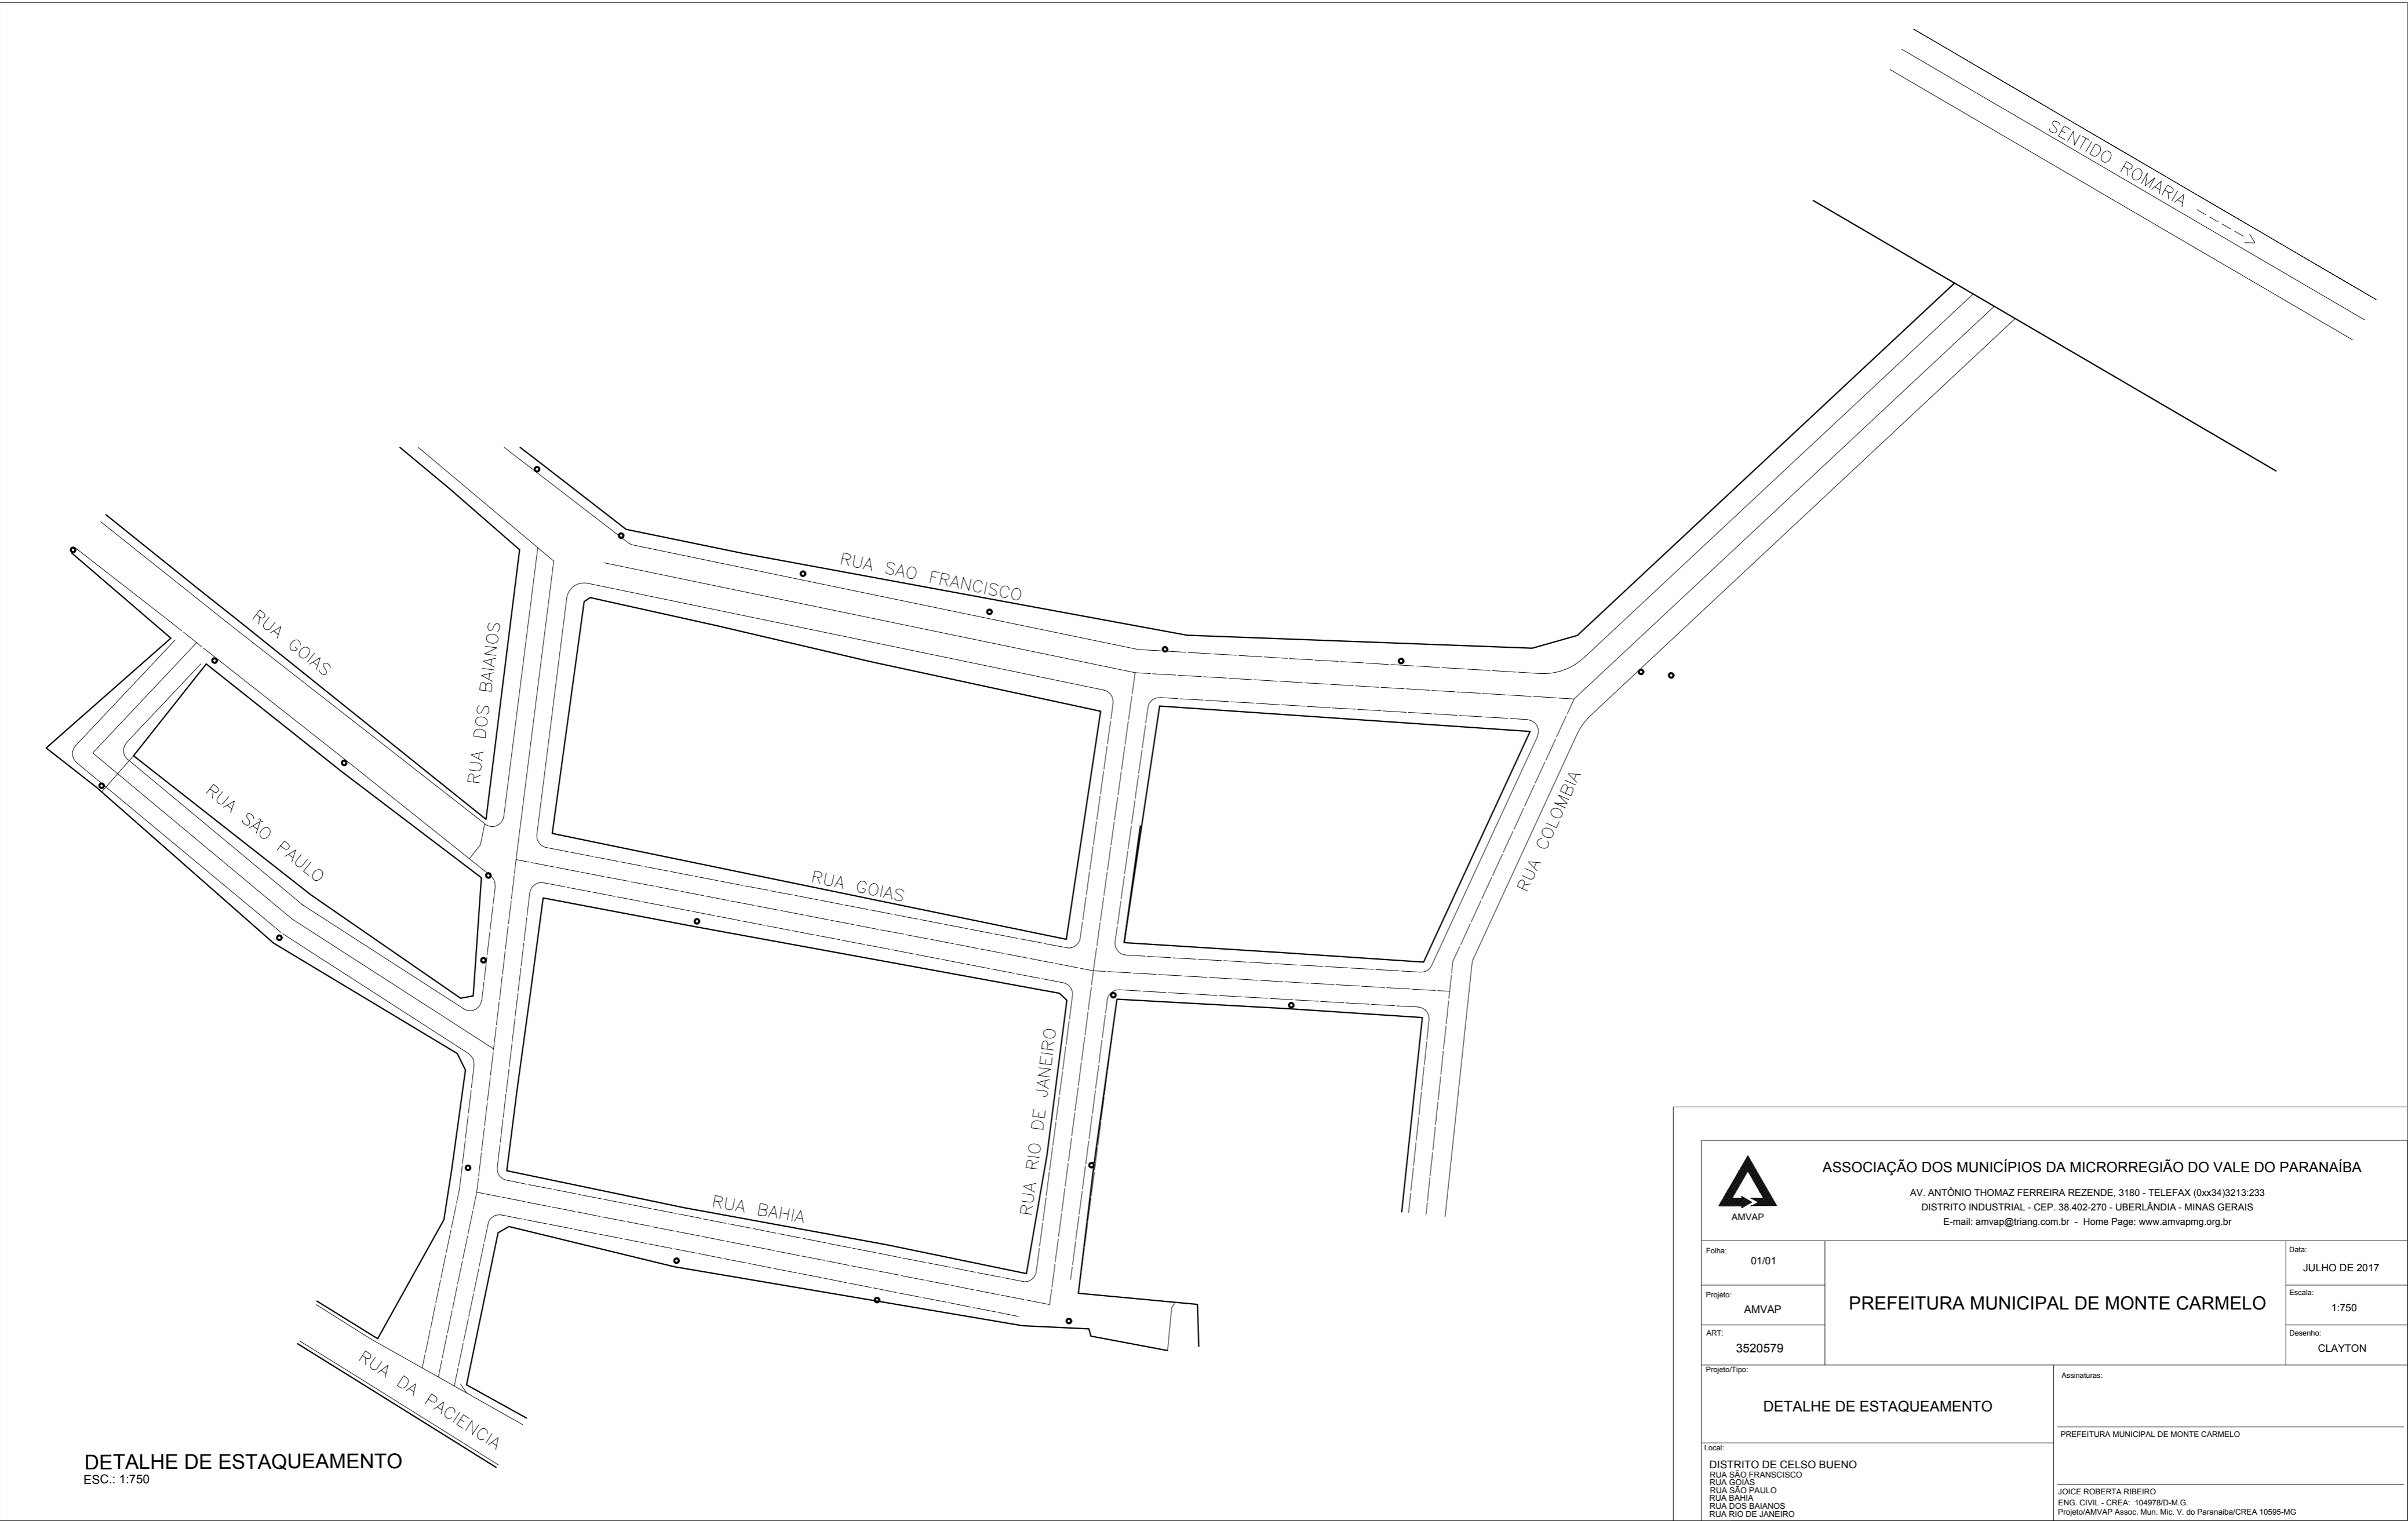 SENTIDO ROMARIA
RUA SAO FRANCISCO
RUA GOIAS
RUA DOS BAIANOS
RUA SÃO PAULO
RUA COLOMBIA
RUA GOIAS
RUA RIO DE JANEIRO
RUA BAHIA
RUA DA PACIENCIA
DETALHE DE ESTAQUEAMENTO
ESC.: 1:750
AMVAP
ASSOCIAÇÃO DOS MUNICÍPIOS DA MICRORREGIÃO DO VALE DO PARANAÍBA
AV. ANTÔNIO THOMAZ FERREIRA REZENDE, 3180 - TELEFAX (0xx34)3213:233
DISTRITO INDUSTRIAL - CEP. 38.402-270 - UBERLÂNDIA - MINAS GERAIS
E-mail: amvap@triang.com.br - Home Page: www.amvapmg.org.br
Folha:
01/01
Projeto:
AMVAP
ART:
3520579
PREFEITURA MUNICIPAL DE MONTE CARMELO
Data:
JULHO DE 2017
Escala:
1:750
Desenho:
CLAYTON
Projeto/Tipo:
DETALHE DE ESTAQUEAMENTO
Assinaturas:
PREFEITURA MUNICIPAL DE MONTE CARMELO
Local:
DISTRITO DE CELSO BUENO
RUA SÃO FRANSCISCO
RUA GOIÁS
RUA SÃO PAULO
RUA BAHIA
RUA DOS BAIANOS
RUA RIO DE JANEIRO
JOICE ROBERTA RIBEIRO
ENG. CIVIL - CREA: 104978/D-M.G.
Projeto/AMVAP Assoc. Mun. Mic. V. do Paranaiba/CREA 10595-MG